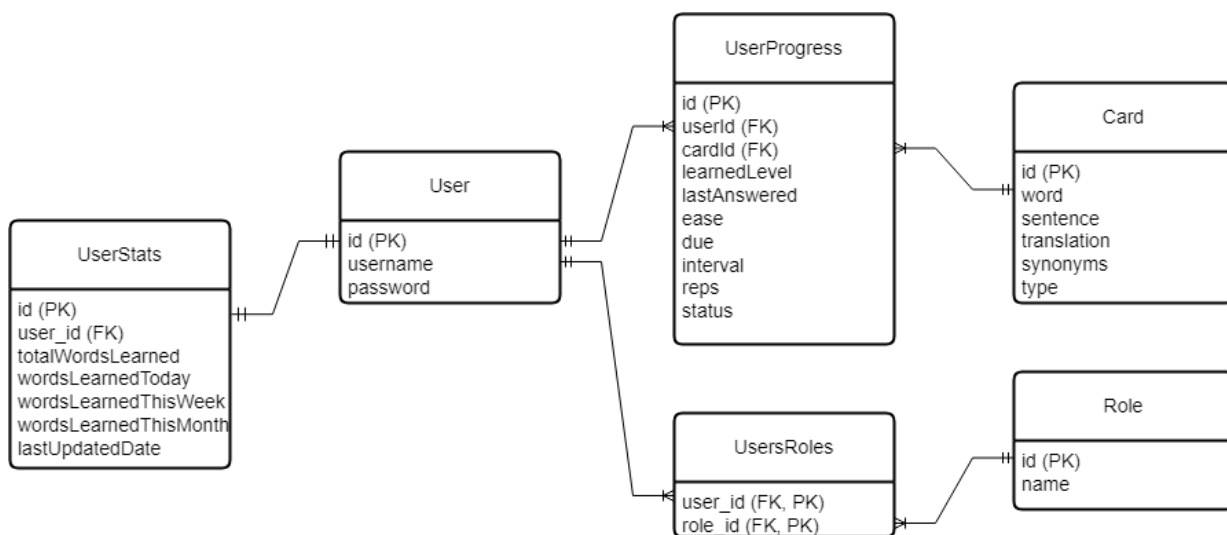 UserProgress
id (PK)
userId (FK)
cardId (FK)
learnedLevel
lastAnswered
ease
due
interval
reps
status
Card
id (PK)
word
sentence
translation
synonyms
type
User
id (PK)
username
password
UserStats
id (PK)
user_id (FK)
totalWordsLearned
wordsLearnedToday
wordsLearnedThisWeek
wordsLearnedThisMonth
lastUpdatedDate
UsersRoles
user_id (FK, PK)
role_id (FK, PK)
Role
id (PK)
name